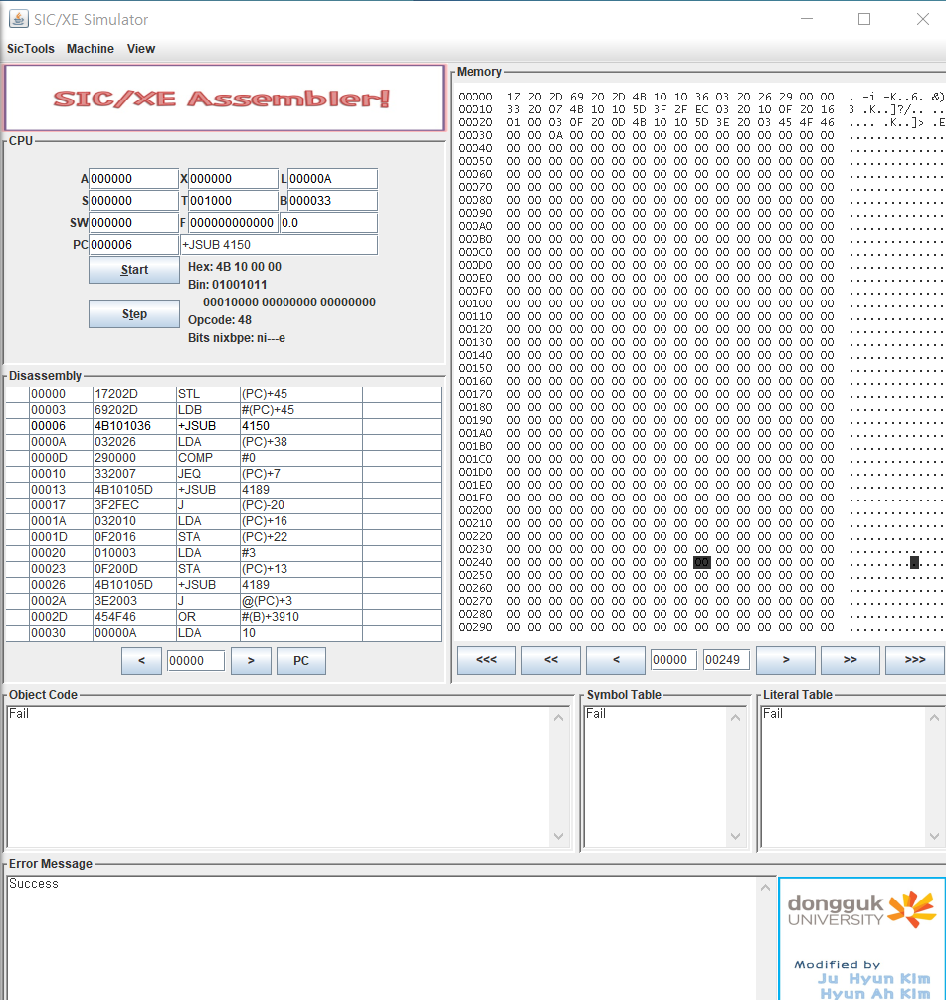 SIC/XE Simulator
SicTools Machine View
SIC/XE Assembler!
CPU
A 000000 X 000000 L 00000A
S 000000 T 001000 B 000033
SW 000000 F 000000000000 0.0
PC 000006 +JSUB 4150
Start
Hex: 4B 10 00 00
Bin: 01001011
00010000 00000000 00000000
Step
Opcode: 48
Bits nixbpe: ni---e
Disassembly
00000 17202D STL (PC)+45
00003 69202D LDB #(PC)+45
00006 4B101036 +JSUB 4150
0000A 032026 LDA (PC)+38
0000D 290000 COMP #0
00010 332007 JEQ (PC)+7
00013 4B10105D +JSUB 4189
00017 3F2FEC J (PC)-20
0001A 032010 LDA (PC)+16
0001D 0F2016 STA (PC)+22
00020 010003 LDA #3
00023 0F200D STA (PC)+13
00026 4B10105D +JSUB 4189
0002A 3E2003 J @(PC)+3
0002D 454F46 OR #(B)+3910
00030 00000A LDA 10
< 00000 > PC
Memory
00000 17 20 2D 69 20 2D 4B 10 10 36 03 20 26 29 00 00 . -i -K..6. &)
00010 33 20 07 4B 10 10 5D 3F 2F EC 03 20 10 0F 20 16 3 .K..]?/.. ..
00020 01 00 03 0F 20 0D 4B 10 10 5D 3E 20 03 45 4F 46 .... .K..]> .E
00030 00 00 0A 00 00 00 00 00 00 00 00 00 00 00 00 00 ..............
00040 00 00 00 00 00 00 00 00 00 00 00 00 00 00 00 00 ..............
00050 00 00 00 00 00 00 00 00 00 00 00 00 00 00 00 00 ..............
00060 00 00 00 00 00 00 00 00 00 00 00 00 00 00 00 00 ..............
00070 00 00 00 00 00 00 00 00 00 00 00 00 00 00 00 00 ..............
00080 00 00 00 00 00 00 00 00 00 00 00 00 00 00 00 00 ..............
00090 00 00 00 00 00 00 00 00 00 00 00 00 00 00 00 00 ..............
000A0 00 00 00 00 00 00 00 00 00 00 00 00 00 00 00 00 ..............
000B0 00 00 00 00 00 00 00 00 00 00 00 00 00 00 00 00 ..............
000C0 00 00 00 00 00 00 00 00 00 00 00 00 00 00 00 00 ..............
000D0 00 00 00 00 00 00 00 00 00 00 00 00 00 00 00 00 ..............
000E0 00 00 00 00 00 00 00 00 00 00 00 00 00 00 00 00 ..............
000F0 00 00 00 00 00 00 00 00 00 00 00 00 00 00 00 00 ..............
00100 00 00 00 00 00 00 00 00 00 00 00 00 00 00 00 00 ..............
00110 00 00 00 00 00 00 00 00 00 00 00 00 00 00 00 00 ..............
00120 00 00 00 00 00 00 00 00 00 00 00 00 00 00 00 00 ..............
00130 00 00 00 00 00 00 00 00 00 00 00 00 00 00 00 00 ..............
00140 00 00 00 00 00 00 00 00 00 00 00 00 00 00 00 00 ..............
00150 00 00 00 00 00 00 00 00 00 00 00 00 00 00 00 00 ..............
00160 00 00 00 00 00 00 00 00 00 00 00 00 00 00 00 00 ..............
00170 00 00 00 00 00 00 00 00 00 00 00 00 00 00 00 00 ..............
00180 00 00 00 00 00 00 00 00 00 00 00 00 00 00 00 00 ..............
00190 00 00 00 00 00 00 00 00 00 00 00 00 00 00 00 00 ..............
001A0 00 00 00 00 00 00 00 00 00 00 00 00 00 00 00 00 ..............
001B0 00 00 00 00 00 00 00 00 00 00 00 00 00 00 00 00 ..............
001C0 00 00 00 00 00 00 00 00 00 00 00 00 00 00 00 00 ..............
001D0 00 00 00 00 00 00 00 00 00 00 00 00 00 00 00 00 ..............
001E0 00 00 00 00 00 00 00 00 00 00 00 00 00 00 00 00 ..............
001F0 00 00 00 00 00 00 00 00 00 00 00 00 00 00 00 00 ..............
00200 00 00 00 00 00 00 00 00 00 00 00 00 00 00 00 00 ..............
00210 00 00 00 00 00 00 00 00 00 00 00 00 00 00 00 00 ..............
00220 00 00 00 00 00 00 00 00 00 00 00 00 00 00 00 00 ..............
00230 00 00 00 00 00 00 00 00 00 00 00 00 00 00 00 00 ..............
00240 00 00 00 00 00 00 00 00 00 00 00 00 00 00 00 00 ..............
00250 00 00 00 00 00 00 00 00 00 00 00 00 00 00 00 00 ..............
00260 00 00 00 00 00 00 00 00 00 00 00 00 00 00 00 00 ..............
00270 00 00 00 00 00 00 00 00 00 00 00 00 00 00 00 00 ..............
00280 00 00 00 00 00 00 00 00 00 00 00 00 00 00 00 00 ..............
00290 00 00 00 00 00 00 00 00 00 00 00 00 00 00 00 00 ..............
<<< << < 00000 00249 > >> >>>
Object Code
Fail
Symbol Table
Fail
Literal Table
Fail
Error Message
Success
dongguk
UNIVERSITY
Modified by
Ju Hyun Kim
Hyun Ah Kim